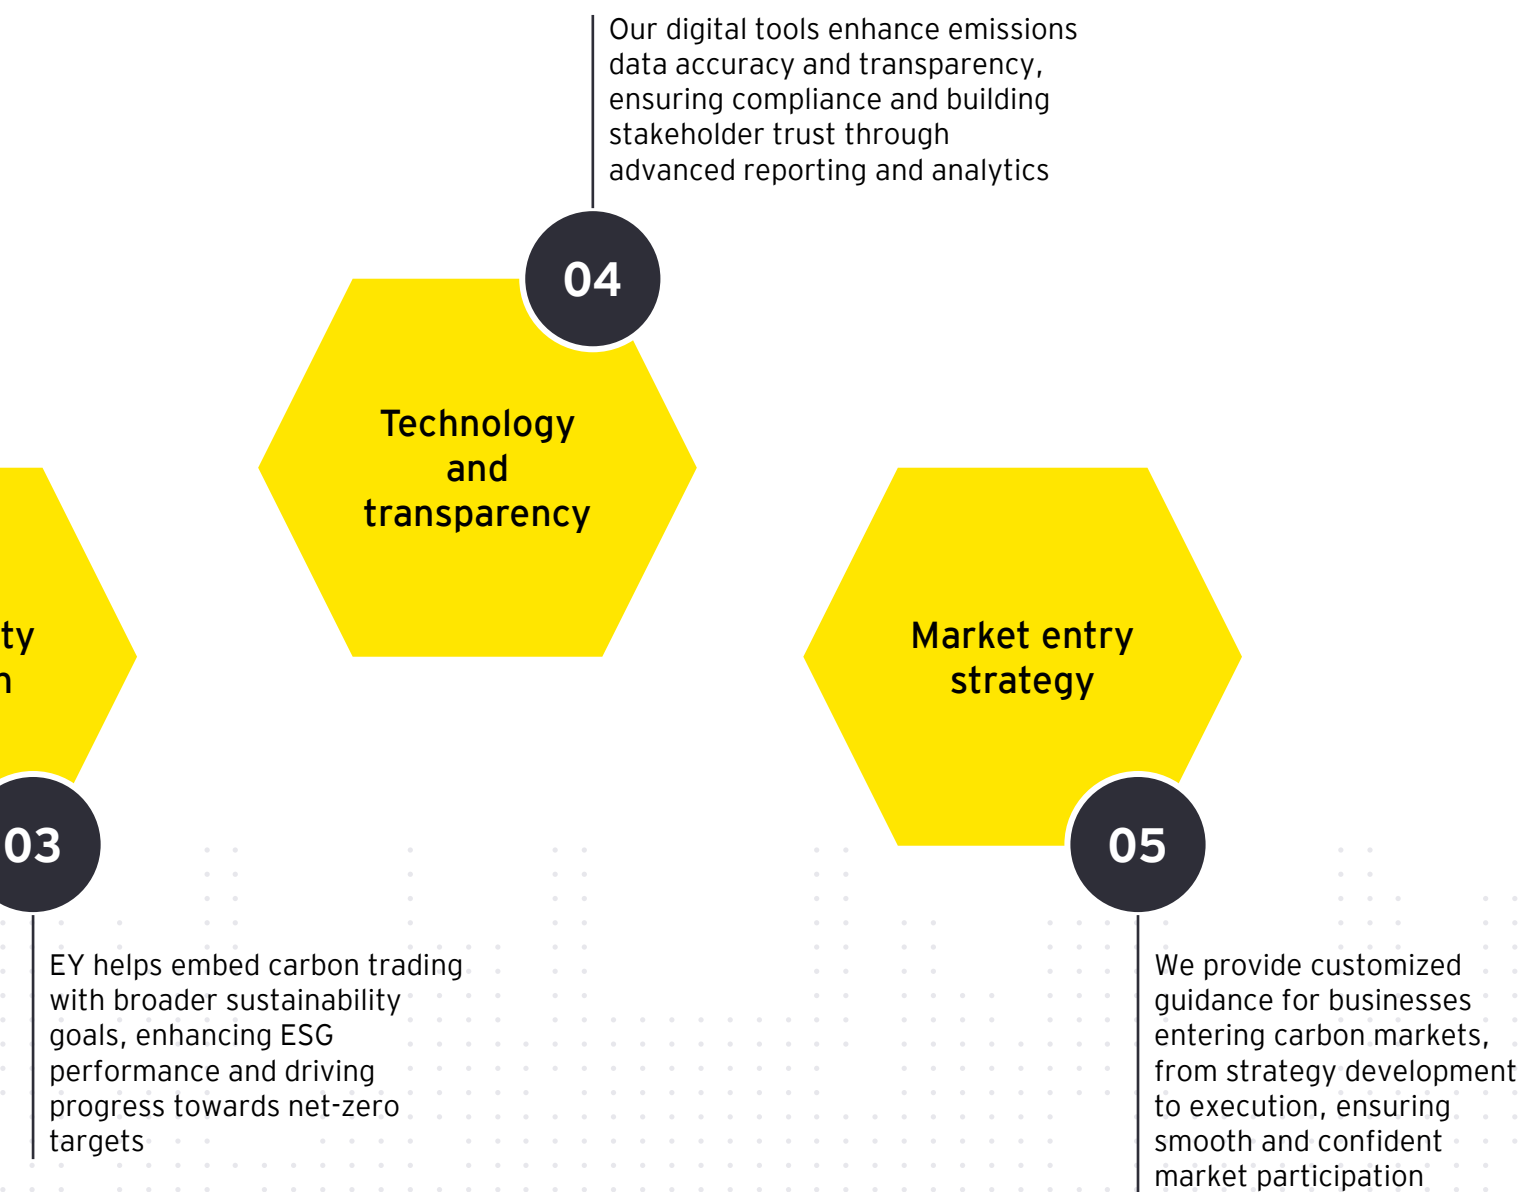 Our digital tools enhance emissions
data accuracy and transparency,
ensuring compliance and building
stakeholder trust through
advanced reporting and analytics
04
Technology
and
transparency
ty
03
EY helps embed carbon trading
with broader sustainability
goals, enhancing ESG
performance and driving
progress towards net-zero
targets
Market entry
strategy
05
We provide customized
guidance for businesses
entering carbon markets,
from strategy development
to execution, ensuring
smooth and confident
market participation